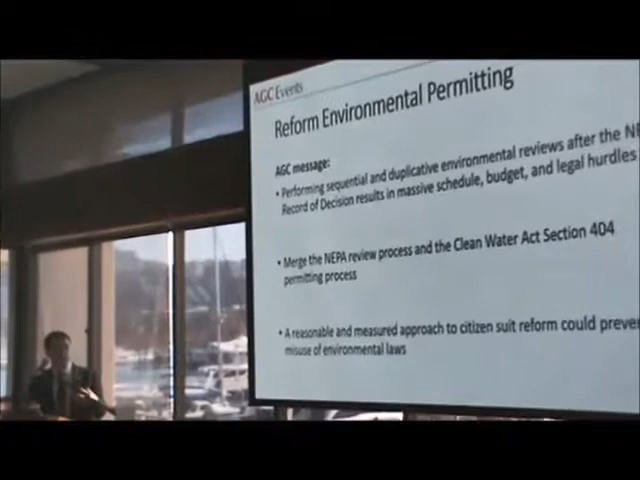 AGC Events
Reform Environmental Permitting
AGC message:
• Performing sequential and duplicative environmental reviews after the NE
Record of Decision results in massive schedule, budget, and legal hurdles
• Merge the NEPA review process and the Clean Water Act Section 404
permitting process
• A reasonable and measured approach to citizen suit reform could preven
misuse of environmental laws